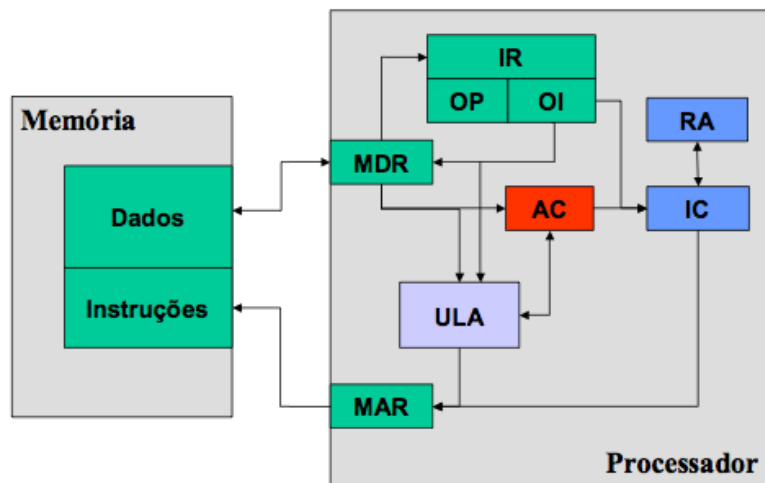 IR
OP
OI
Memória
RA
MDR
Dados
AC
IC
Instruções
ULA
MAR
Processador